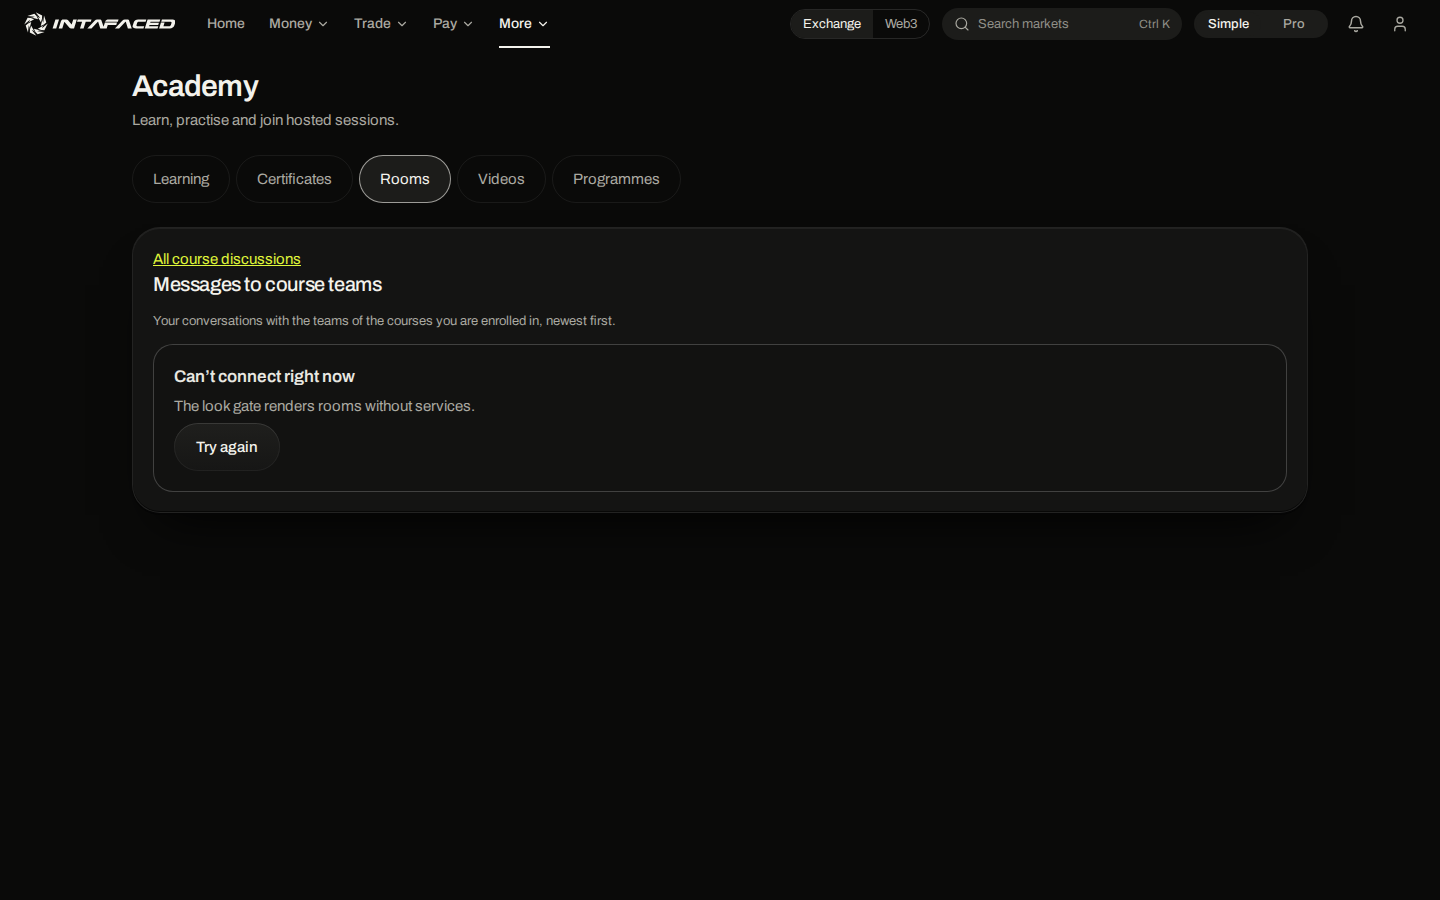 INTAFACED
Home
Money
Trade
Pay
More
Exchange
Web3
Search markets
Ctrl K
Simple
Pro
Academy
Learn, practise and join hosted sessions.
Learning
Certificates
Rooms
Videos
Programmes
All course discussions
Messages to course teams
Your conversations with the teams of the courses you are enrolled in, newest first.
Can’t connect right now
The look gate renders rooms without services.
Try again